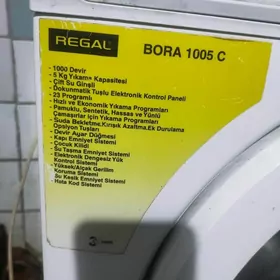 REGAL
BORA 1005 C
- 1000 Devir
- 5 Kg Yıkama Kapasitesi
- Çift Su Girişli
- Dokunmatik Tuşlu Elektronik Kontrol Paneli
- 23 Programlı
- Hızlı ve Ekonomik Yıkama Programları
- Pamuklu, Sentetik, Hassas ve Yünlü
Çamaşırlar için Yıkama Programları
- Suda Bekletme,Kırışık Azaltma,Ek Durulama
Opsiyon Tuşları
- Devir Ayar Düğmesi
- Kapı Emniyet Sistemi
- Çocuk Kilidi
- Su Taşma Emniyet Sistemi
- Elektronik Dengesiz Yük
Kontrol Sistemi
- Yüksek/Alçak Gerilim
Koruma Sistemi
- Su Kesik Emniyet Sistemi
- Hata Kod Sistemi